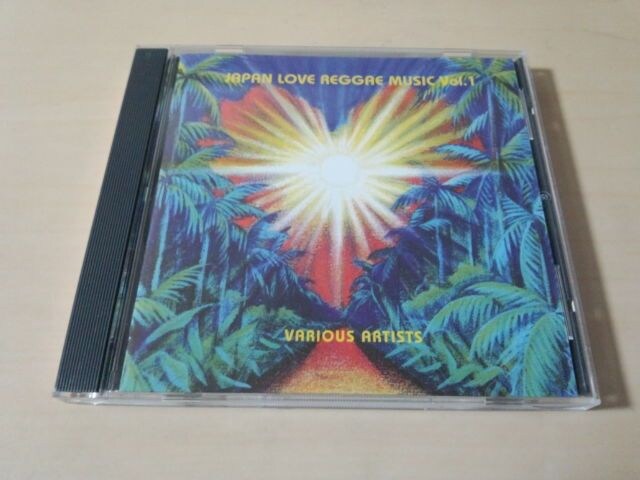 JAPAN LOVE REGGAE MUSIC Vol.1
VARIOUS ARTISTS